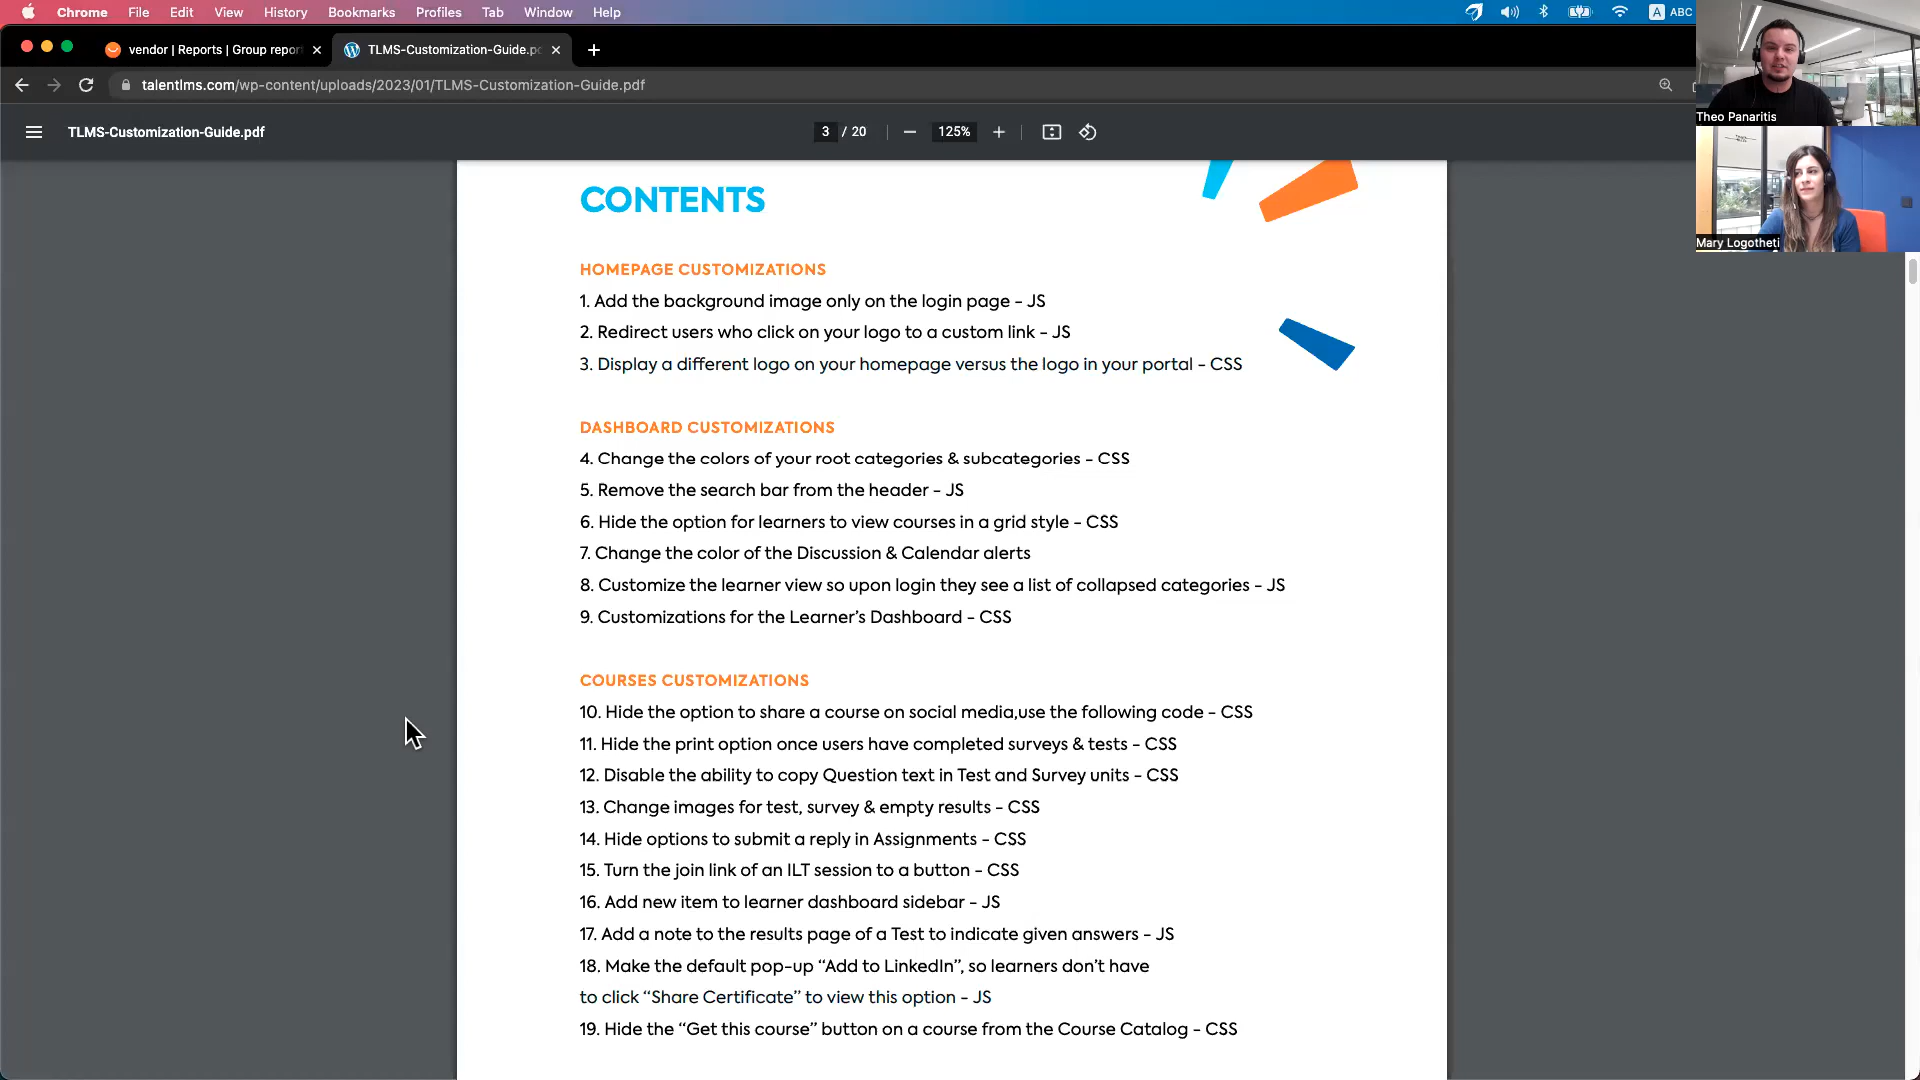 Chrome File Edit View History Bookmarks Profiles Tab Window Help A ABC
vendor | Reports | Group repor TLMS-Customization-Guide.p
talentlms.com/wp-content/uploads/2023/01/TLMS-Customization-Guide.pdf
TLMS-Customization-Guide.pdf 3 / 20 125%
Theo Panaritis
Mary Logotheti
CONTENTS
HOMEPAGE CUSTOMIZATIONS
1. Add the background image only on the login page - JS
2. Redirect users who click on your logo to a custom link - JS
3. Display a different logo on your homepage versus the logo in your portal - CSS
DASHBOARD CUSTOMIZATIONS
4. Change the colors of your root categories & subcategories - CSS
5. Remove the search bar from the header - JS
6. Hide the option for learners to view courses in a grid style - CSS
7. Change the color of the Discussion & Calendar alerts
8. Customize the learner view so upon login they see a list of collapsed categories - JS
9. Customizations for the Learner’s Dashboard - CSS
COURSES CUSTOMIZATIONS
10. Hide the option to share a course on social media,use the following code - CSS
11. Hide the print option once users have completed surveys & tests - CSS
12. Disable the ability to copy Question text in Test and Survey units - CSS
13. Change images for test, survey & empty results - CSS
14. Hide options to submit a reply in Assignments - CSS
15. Turn the join link of an ILT session to a button - CSS
16. Add new item to learner dashboard sidebar - JS
17. Add a note to the results page of a Test to indicate given answers - JS
18. Make the default pop-up “Add to LinkedIn”, so learners don’t have
to click “Share Certificate” to view this option - JS
19. Hide the “Get this course” button on a course from the Course Catalog - CSS